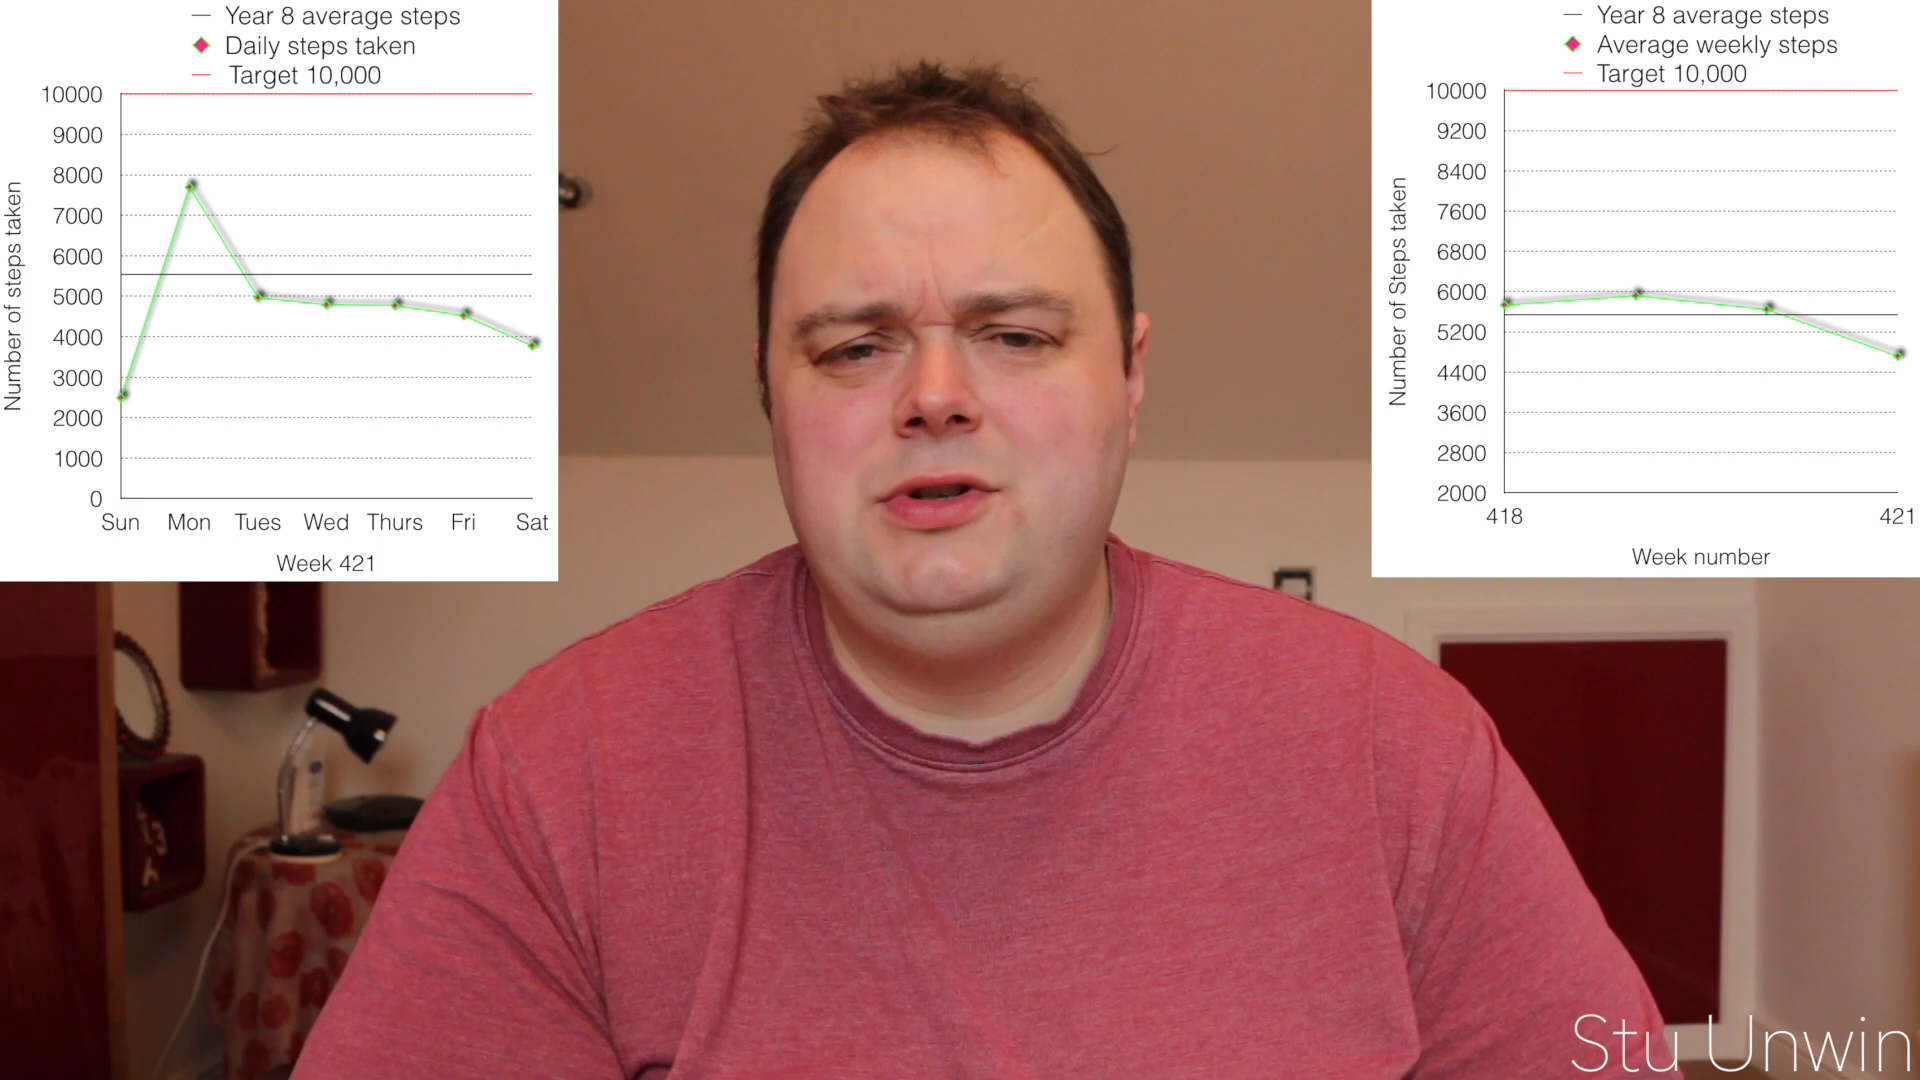 Year 8 average steps
Daily steps taken
Target 10,000
10000
9000
8000
7000
6000
5000
4000
3000
2000
1000
0
Number of steps taken
Sun Mon Tues Wed Thurs Fri Sat
Week 421
Year 8 average steps
Average weekly steps
Target 10,000
10000
9200
8400
7600
6800
6000
5200
4400
3600
2800
2000
Number of Steps taken
418 421
Week number
Stu Unwin